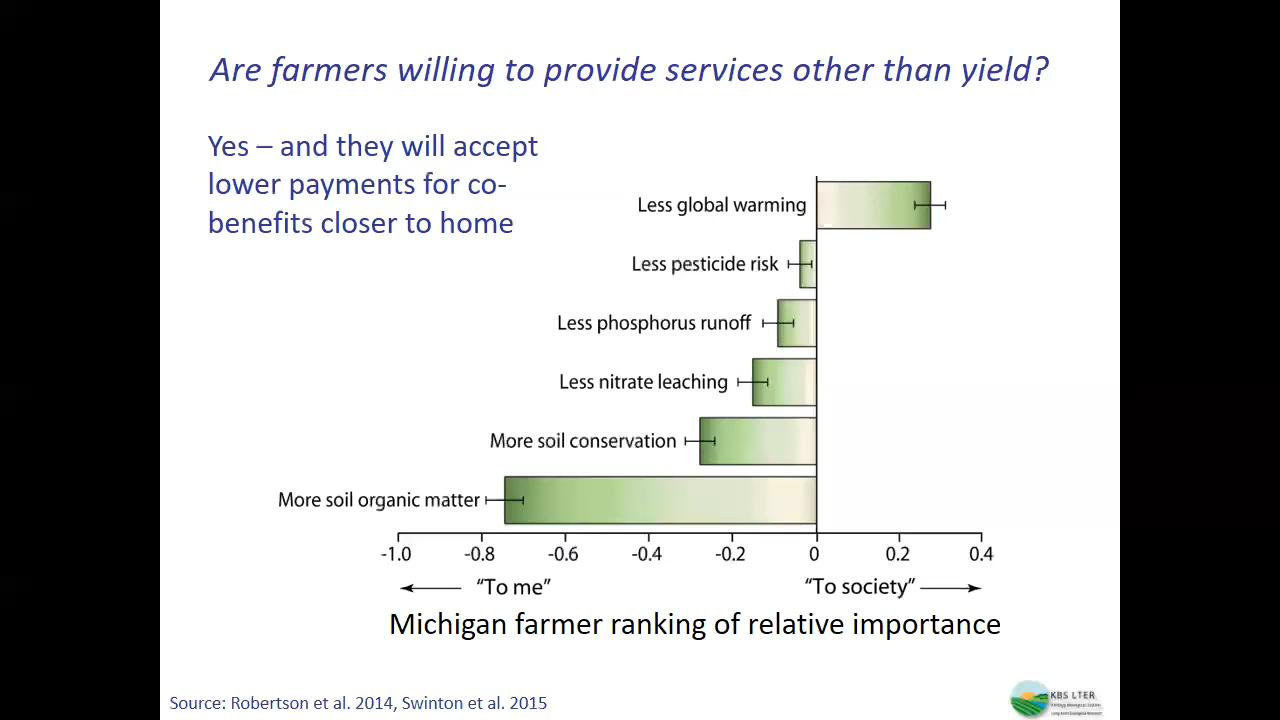 Are farmers willing to provide services other than yield?
Yes – and they will accept
lower payments for co-
benefits closer to home
Less global warming
Less pesticide risk
Less phosphorus runoff
Less nitrate leaching
More soil conservation
More soil organic matter
-1.0 -0.8 -0.6 -0.4 -0.2 0 0.2 0.4
“To me” “To society”
Michigan farmer ranking of relative importance
Source: Robertson et al. 2014, Swinton et al. 2015
KBS LTER